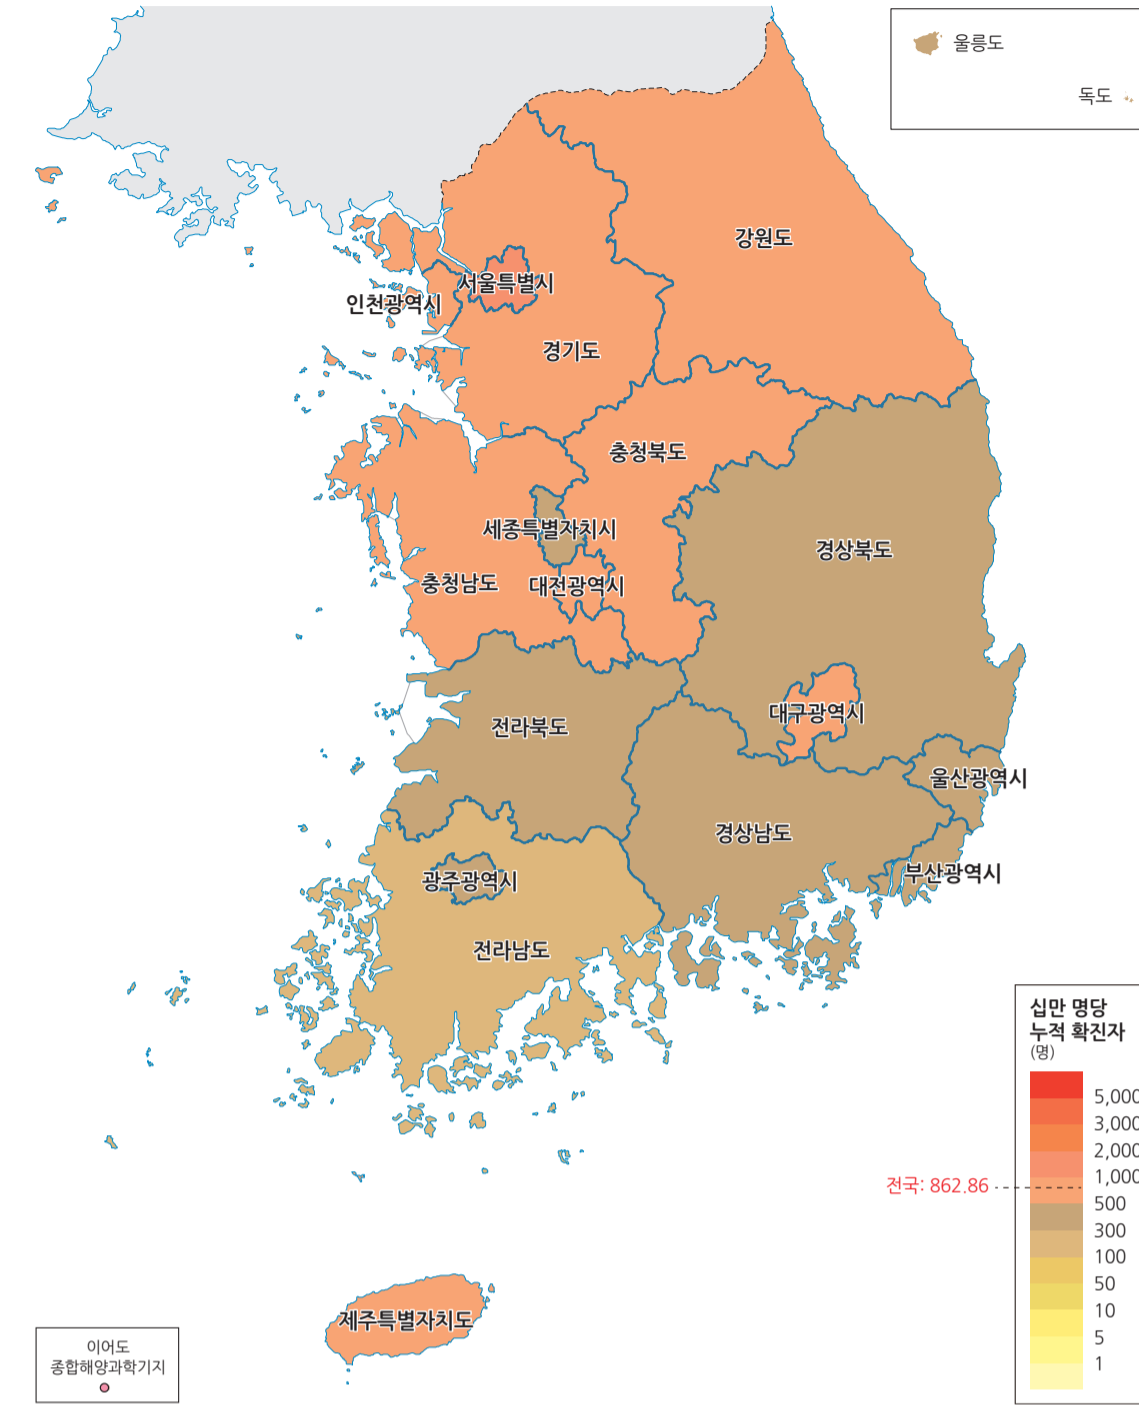 울릉도
독도
강원도
서울특별시
인천광역시
경기도
충청북도
세종특별자치시
경상북도
충청남도
대전광역시
대구광역시
전라북도
울산광역시
경상남도
부산광역시
광주광역시
전라남도
십만 명당
누적 확진자
(명)
5,000
3,000
2,000
1,000
전국: 862.86
500
300
100
50
10
5
1
제주특별자치도
이어도
종합해양과학기지